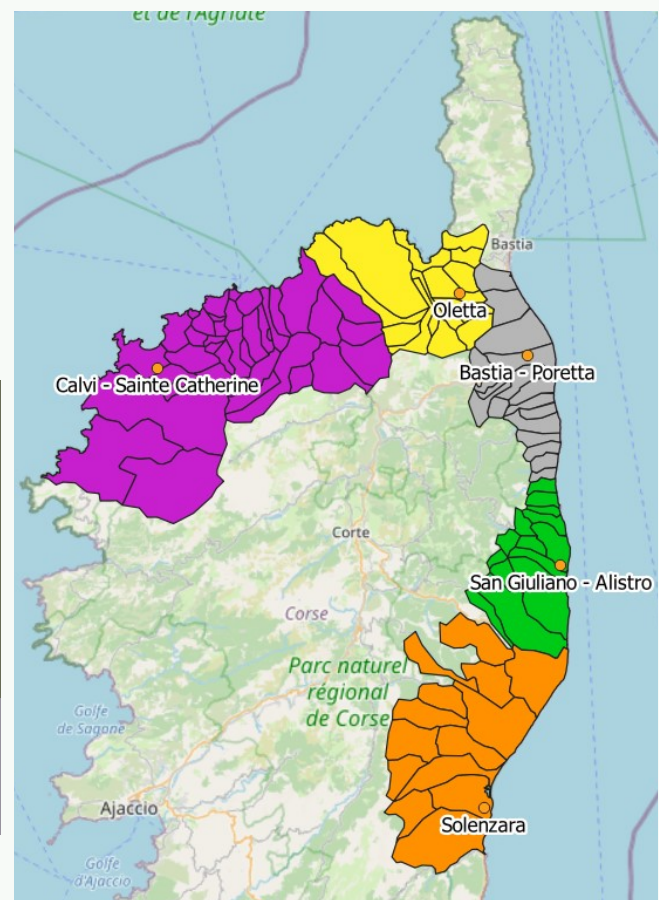 et de l'Agriate
Bastia
Oletta
Bastia - Poretta
Calvi - Sainte Catherine
Corte
San Giuliano - Alistro
Corse
Parc naturel
régional
de Corse
Golfe
de Sagone
Ajaccio
Solenzara
Golfe
d'Ajaccio